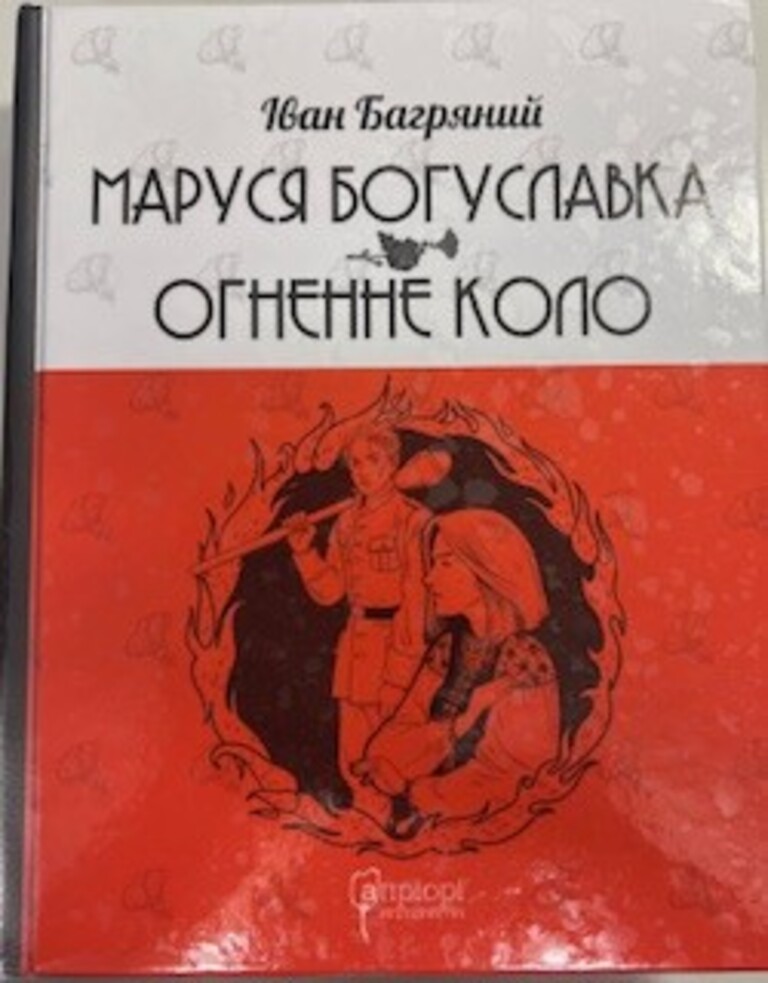 Іван Багряний
МАРУСЯ БОГУСЛАВКА
ОГНЕННЕ КОЛО
апріорі